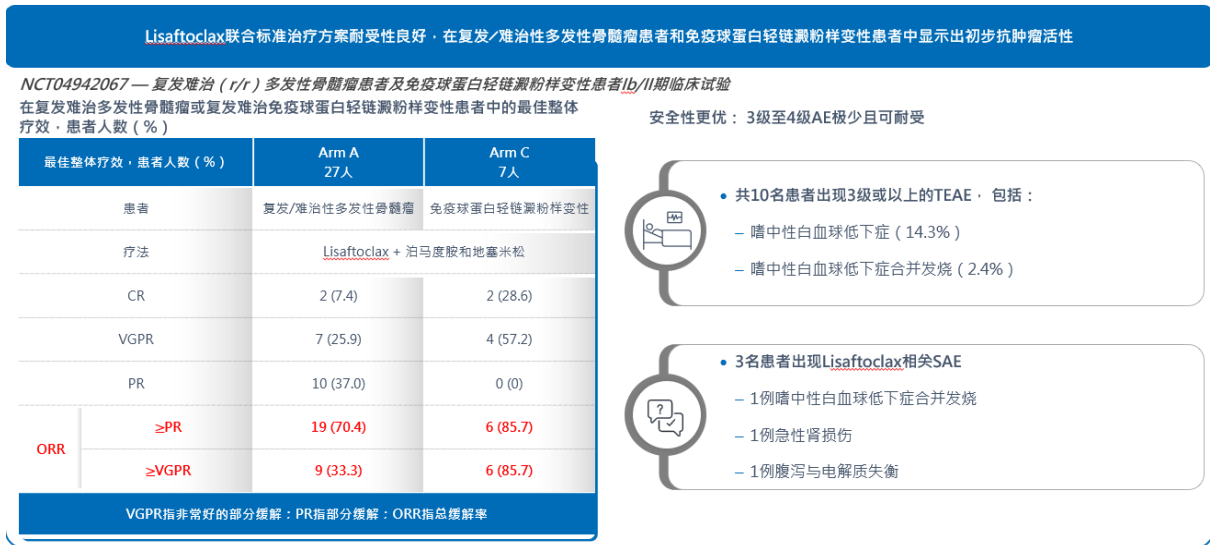 Lisaftoclax联合标准治疗方案耐受性良好，在复发/难治性多发性骨髓瘤患者和免疫球蛋白轻链澱粉样变性患者中显示出初步抗肿瘤活性
NCT04942067 — 复发难治（r/r）多发性骨髓瘤患者及免疫球蛋白轻链澱粉样变性患者Ib/II期临床试验
在复发难治多发性骨髓瘤或复发难治免疫球蛋白轻链澱粉样变性患者中的最佳整体
疗效，患者人数（%）
最佳整体疗效，患者人数（%） Arm A 27人 Arm C 7人
患者 复发/难治性多发性骨髓瘤 免疫球蛋白轻链澱粉样变性
疗法 Lisaftoclax + 泊马度胺和地塞米松
CR 2 (7.4) 2 (28.6)
VGPR 7 (25.9) 4 (57.2)
PR 10 (37.0) 0 (0)
ORR
≥PR 19 (70.4) 6 (85.7)
≥VGPR 9 (33.3) 6 (85.7)
VGPR指非常好的部分缓解：PR指部分缓解：ORR指总缓解率
安全性更优： 3级至4级AE极少且可耐受
• 共10名患者出现3级或以上的TEAE， 包括：
– 嗜中性白血球低下症（14.3%）
– 嗜中性白血球低下症合并发烧（2.4%）
• 3名患者出现Lisaftoclax相关SAE
– 1例嗜中性白血球低下症合并发烧
– 1例急性肾损伤
– 1例腹泻与电解质失衡